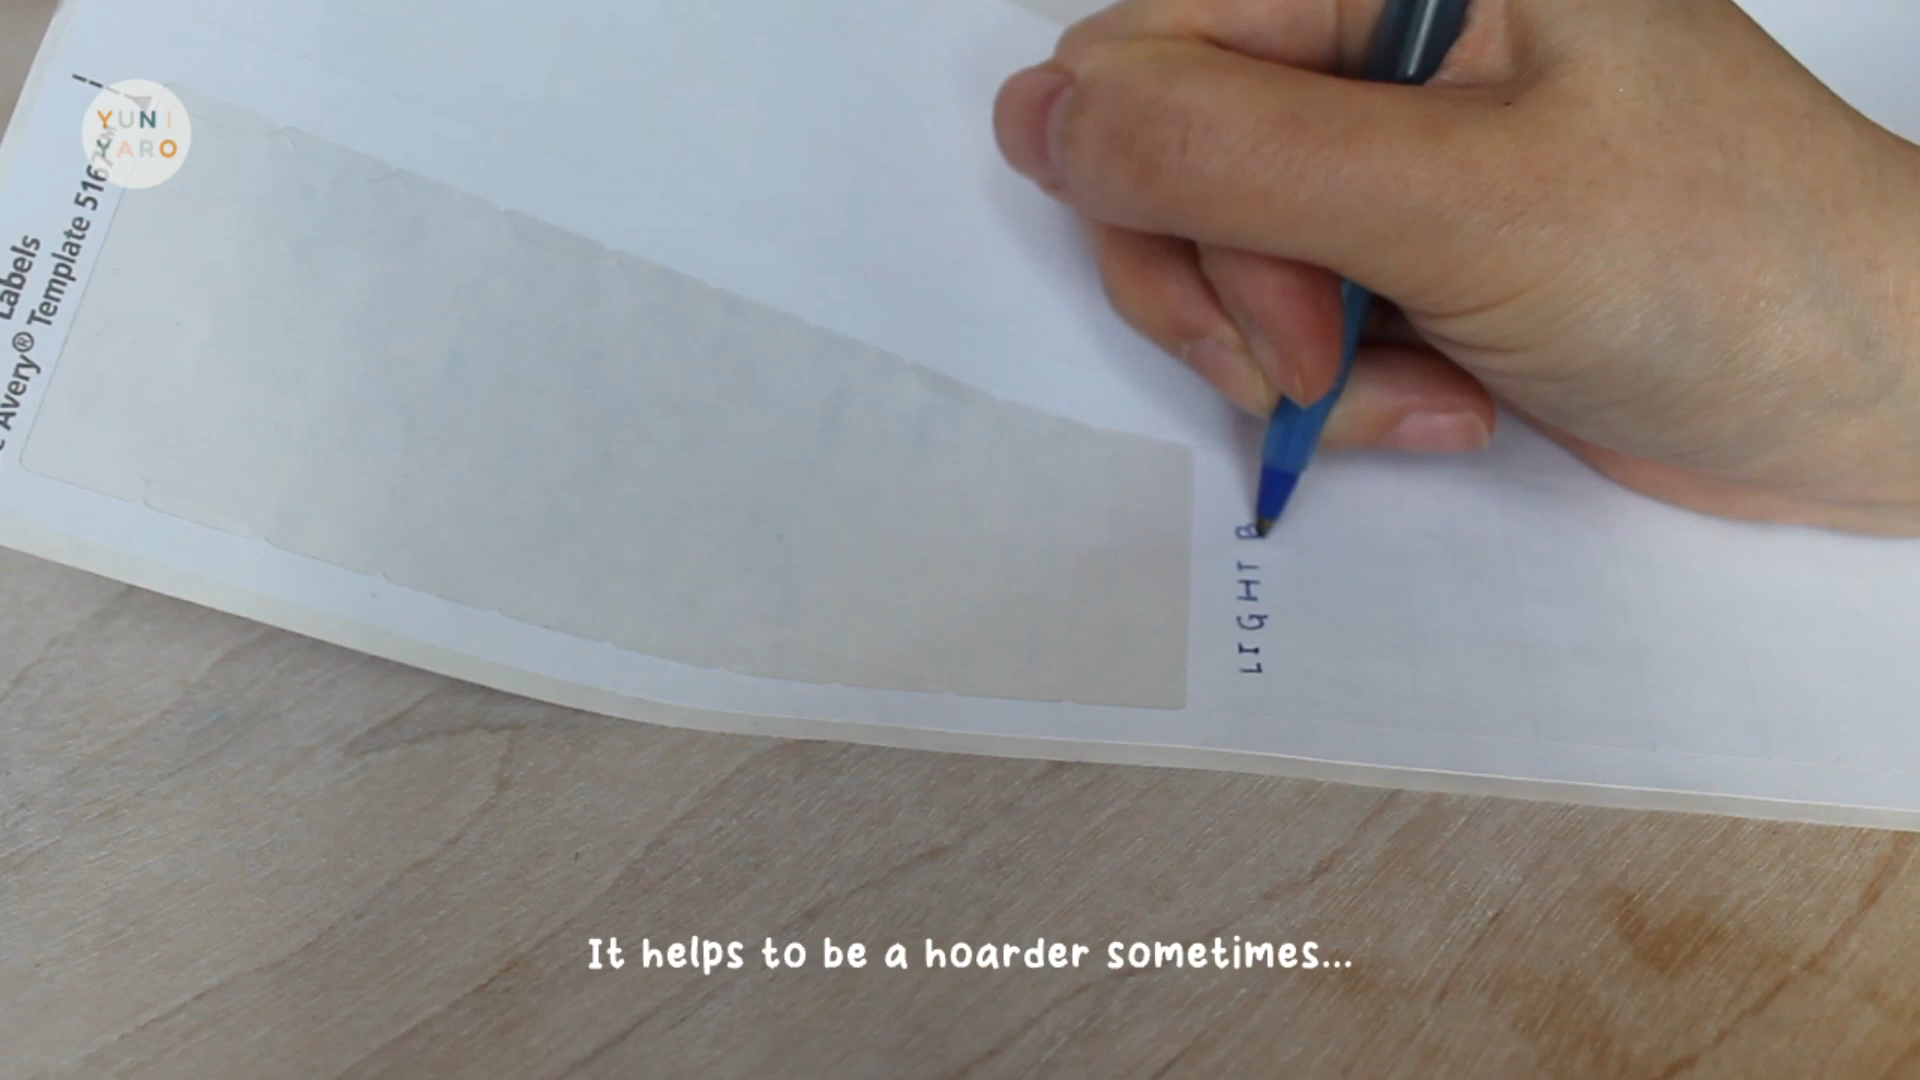 YUNI
YARO
Labels
Avery® Template 5167
LIGHT B
It helps to be a hoarder sometimes...